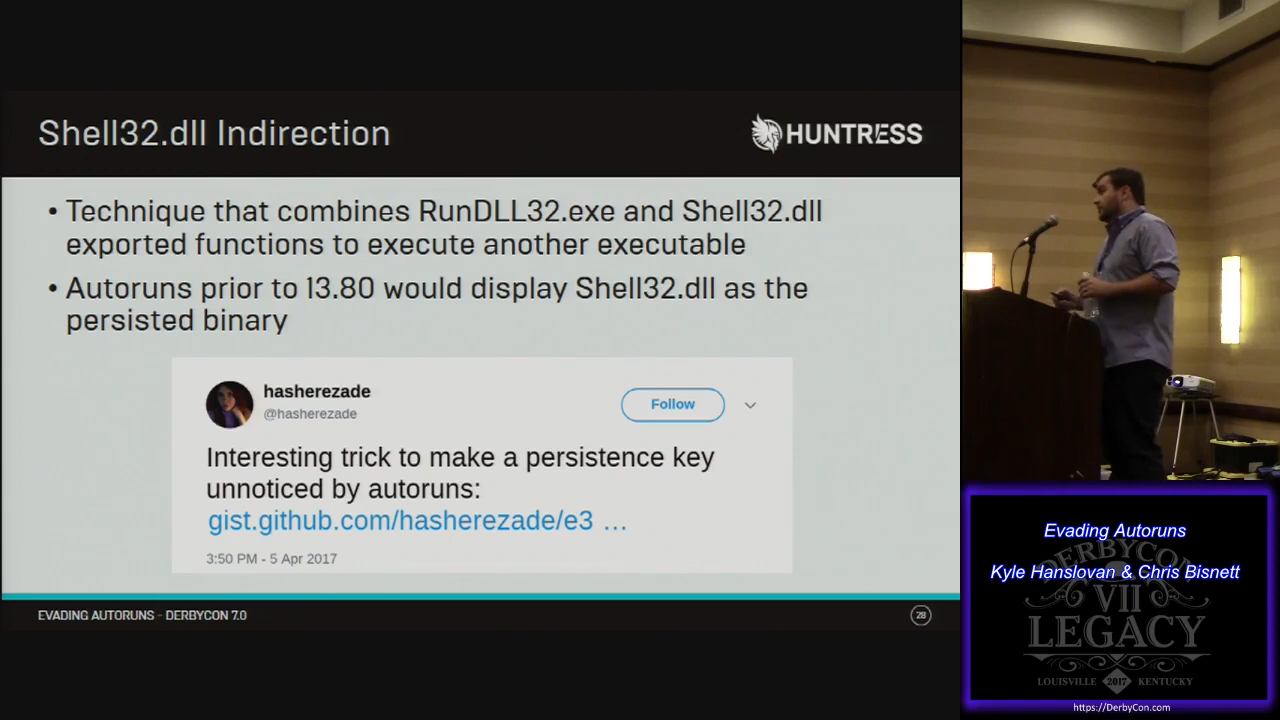 Shell32.dll Indirection
HUNTRESS
• Technique that combines RunDLL32.exe and Shell32.dll
exported functions to execute another executable
• Autoruns prior to 13.80 would display Shell32.dll as the
persisted binary
hasherezade
@hasherezade
Follow
Interesting trick to make a persistence key
unnoticed by autoruns:
gist.github.com/hasherezade/e3 …
3:50 PM - 5 Apr 2017
EVADING AUTORUNS - DERBYCON 7.0
28
Evading Autoruns
Kyle Hanslovan & Chris Bisnett
DERBYCON
VII
LEGACY
LOUISVILLE 2017 KENTUCKY
https://DerbyCon.com